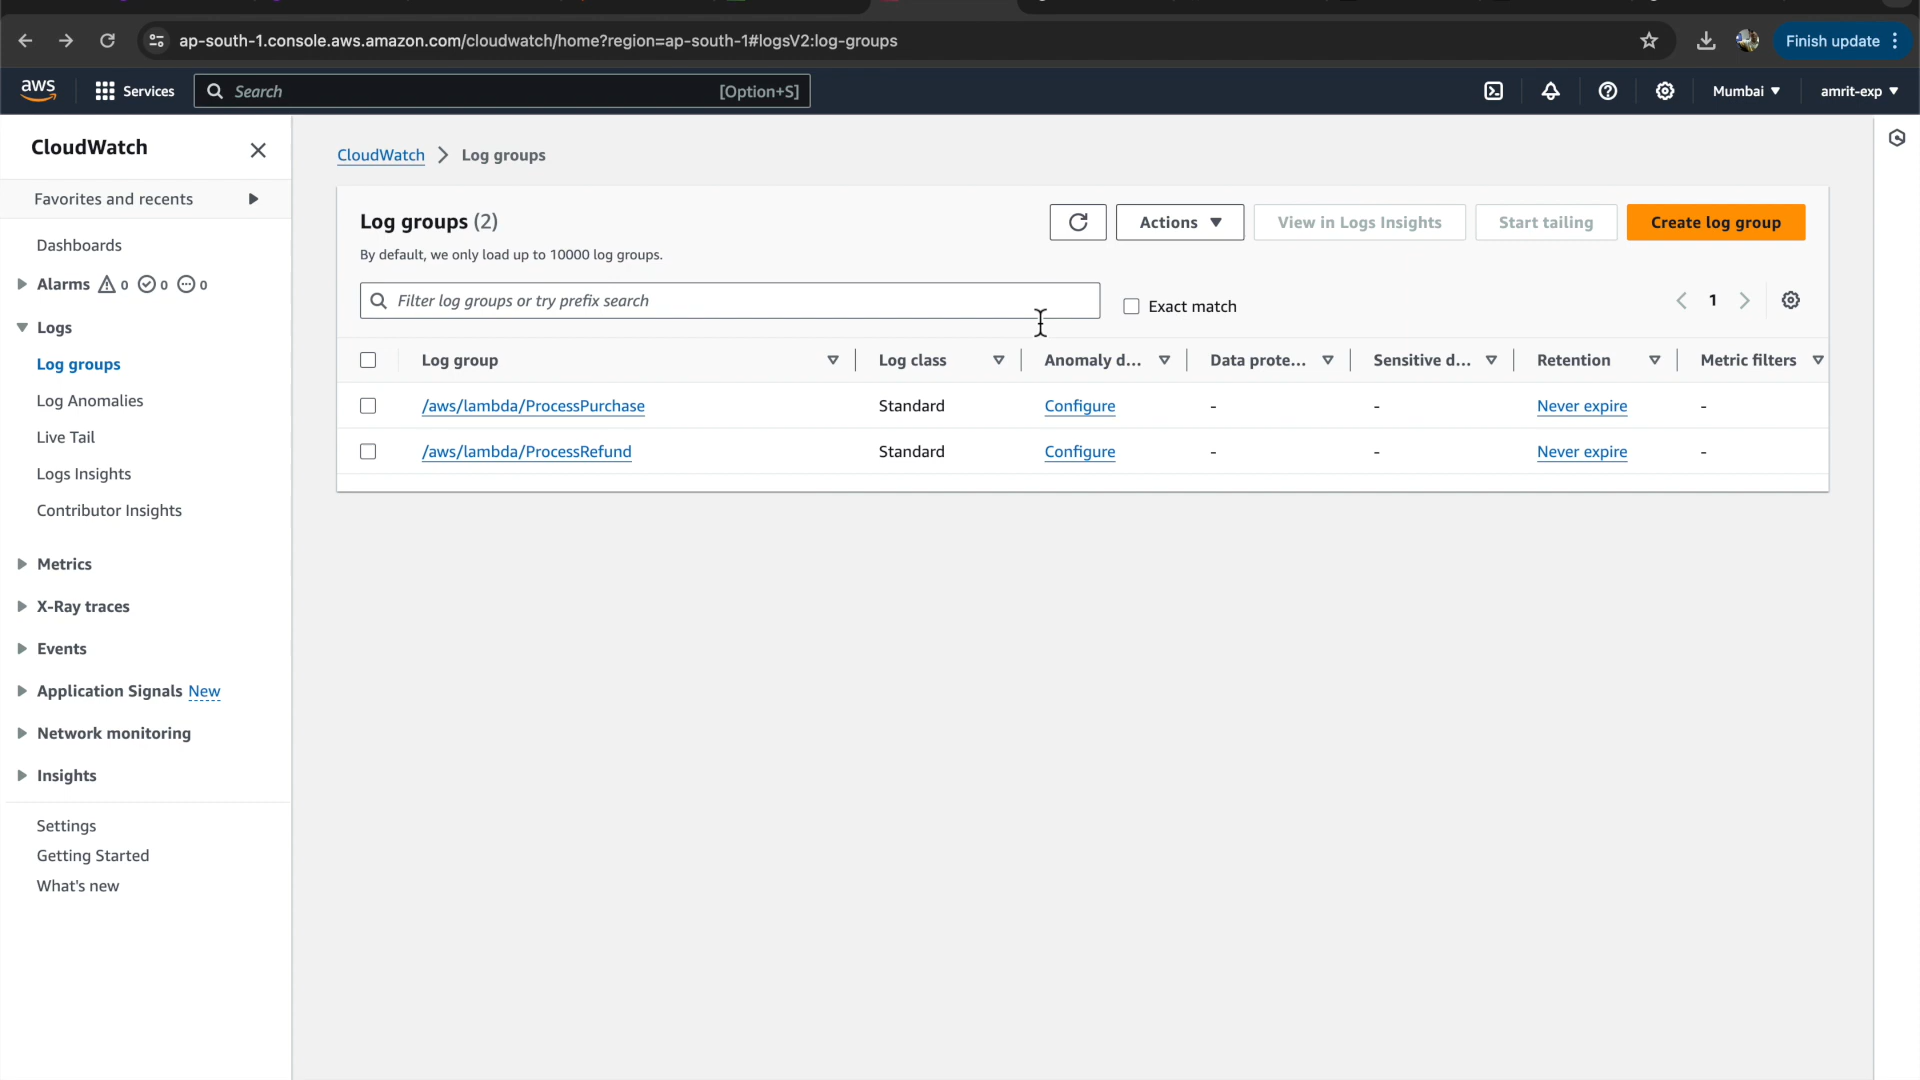 ap-south-1.console.aws.amazon.com/cloudwatch/home?region=ap-south-1#logsV2:log-groups
Finish update
aws
Services
Search
[Option+S]
Mumbai
amrit-exp
CloudWatch
Favorites and recents
Dashboards
Alarms 0 0 0
Logs
Log groups
Log Anomalies
Live Tail
Logs Insights
Contributor Insights
Metrics
X-Ray traces
Events
Application Signals New
Network monitoring
Insights
Settings
Getting Started
What's new
CloudWatch Log groups
Log groups (2)
By default, we only load up to 10000 log groups.
Actions
View in Logs Insights
Start tailing
Create log group
Filter log groups or try prefix search
Exact match
1
Log group Log class Anomaly d... Data prote... Sensitive d... Retention Metric filters
/aws/lambda/ProcessPurchase Standard Configure - - Never expire -
/aws/lambda/ProcessRefund Standard Configure - - Never expire -